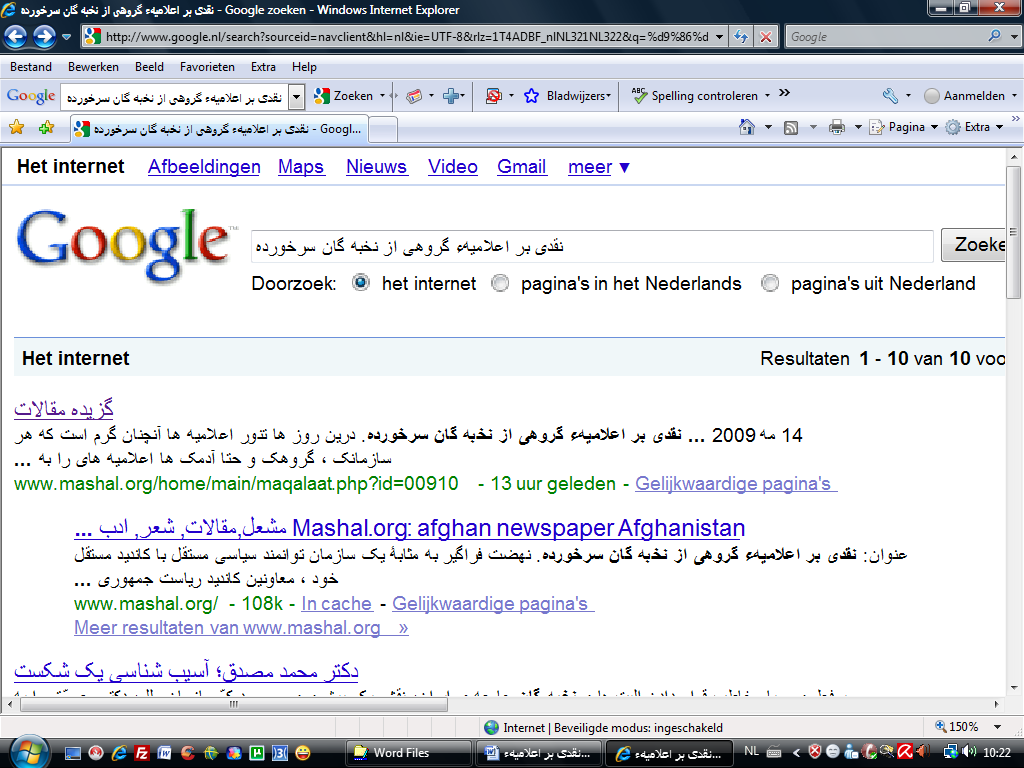 نقدی بر اعلامیهء گروهی از نخبه گان سرخورده - Google zoeken - Windows Internet Explorer
http://www.google.nl/search?sourceid=navclient&hl=nl&ie=UTF-8&rlz=1T4ADBF_nlNL321NL322&q=%d9%86%d
Google
Bestand Bewerken Beeld Favorieten Extra Help
Google نقدی بر اعلامیهء گروهی از نخبه گان سرخورده Zoeken Bladwijzers Spelling controleren » Aanmelden
نقدی بر اعلامیهء گروهی از نخبه گان سرخورده - Googl... Pagina Extra »
Het internet Afbeeldingen Maps Nieuws Video Gmail meer ▼
Google™ نقدی بر اعلامیهء گروهی از نخبه گان سرخورده Zoeke
Doorzoek: het internet pagina's in het Nederlands pagina's uit Nederland
Het internet Resultaten 1 - 10 van 10 voo
گزیده مقالات
14 مه 2009 ... نقدی بر اعلامیهء گروهی از نخبه گان سرخورده. درین روز ها تدور اعلامیه ها آنچنان گرم است که هر
سازمانک ، گروهک و حتا آدمک ها اعلامیه های را به ...
www.mashal.org/home/main/maqalaat.php?id=00910 - 13 uur geleden - Gelijkwaardige pagina's
Mashal.org: afghan newspaper Afghanistan مشعل,مقالات, شعر, ادب ...
عنوان: نقدی بر اعلامیهء گروهی از نخبه گان سرخورده. نهضت فراگیر به مثابهٔ یک سازمان توانمند سیاسی مستقل با کاندید مستقل
خود ، معاونین کاندید ریاست جمهوری ...
www.mashal.org/ - 108k - In cache - Gelijkwaardige pagina's
Meer resultaten van www.mashal.org »
دکتر محمد مصدق؛ آسیب شناسی یک شکست
Internet | Beveiligde modus: ingeschakeld 150%
Word Files نقدی بر اعلامیهء... نقدی بر اعلامیهء... NL 10:22